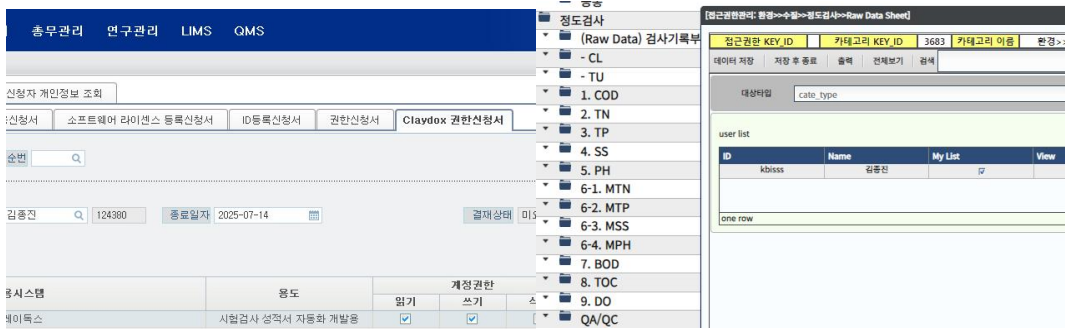 총무관리 연구관리 LIMS QMS
신청자 개인정보 조회
신청서 소프트웨어 라이센스 등록신청서 ID등록신청서 권한신청서 Claydox 권한신청서
순번
김종진 124380 종료일자 2025-07-14 결재상태
용도 계정권한
읽기 쓰기
시험검사 성적서 자동화 개발용
정도검사
(Raw Data) 검사기록부
- CL
- TU
1. COD
2. TN
3. TP
4. SS
5. PH
6-1. MTN
6-2. MTP
6-3. MSS
6-4. MPH
7. BOD
8. TOC
9. DO
QA/QC
[접근권한관리: 환경>>수질>>정도검사>>Raw Data Sheet]
접근권한 KEY_ID 카테고리 KEY_ID 3683 카테고리 이름 환경>>
데이터 저장 저장 후 종료 출력 전체보기 검색
대상타입 cate_type
user list
ID Name My List View
kbisss 김종진
one row